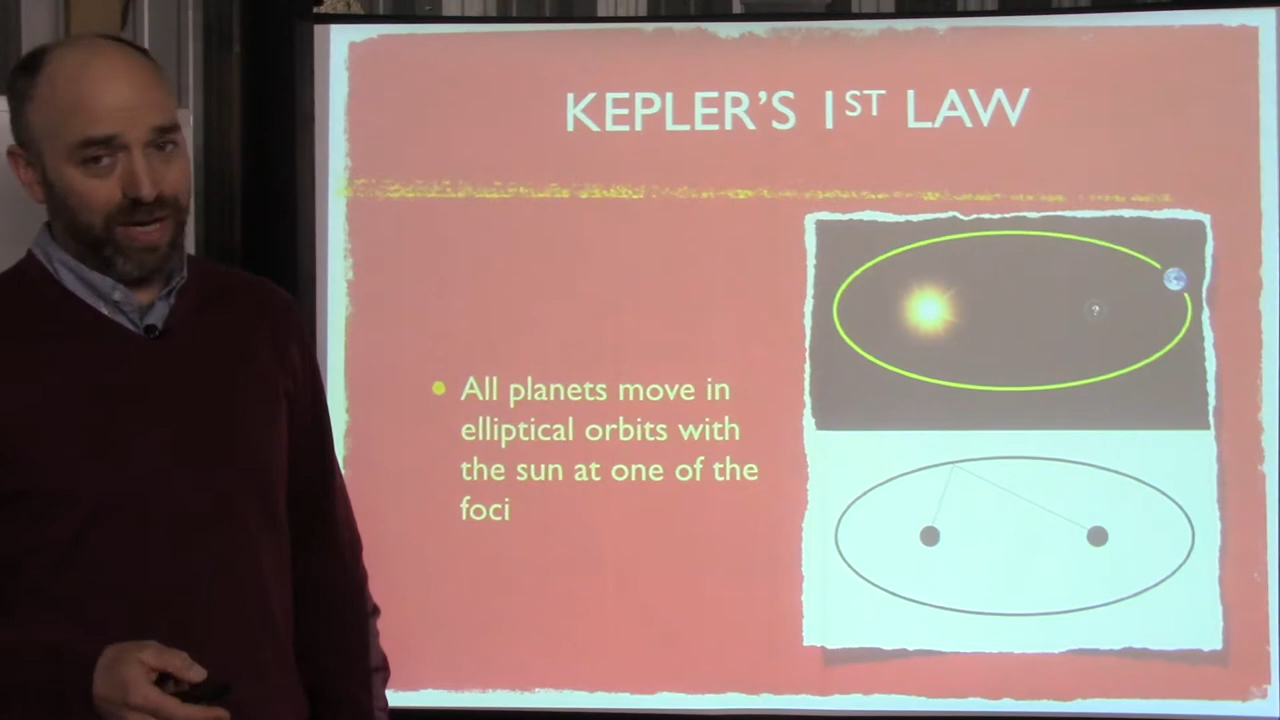 KEPLER'S 1ST LAW
All planets move in
elliptical orbits with
the sun at one of the
foci
?